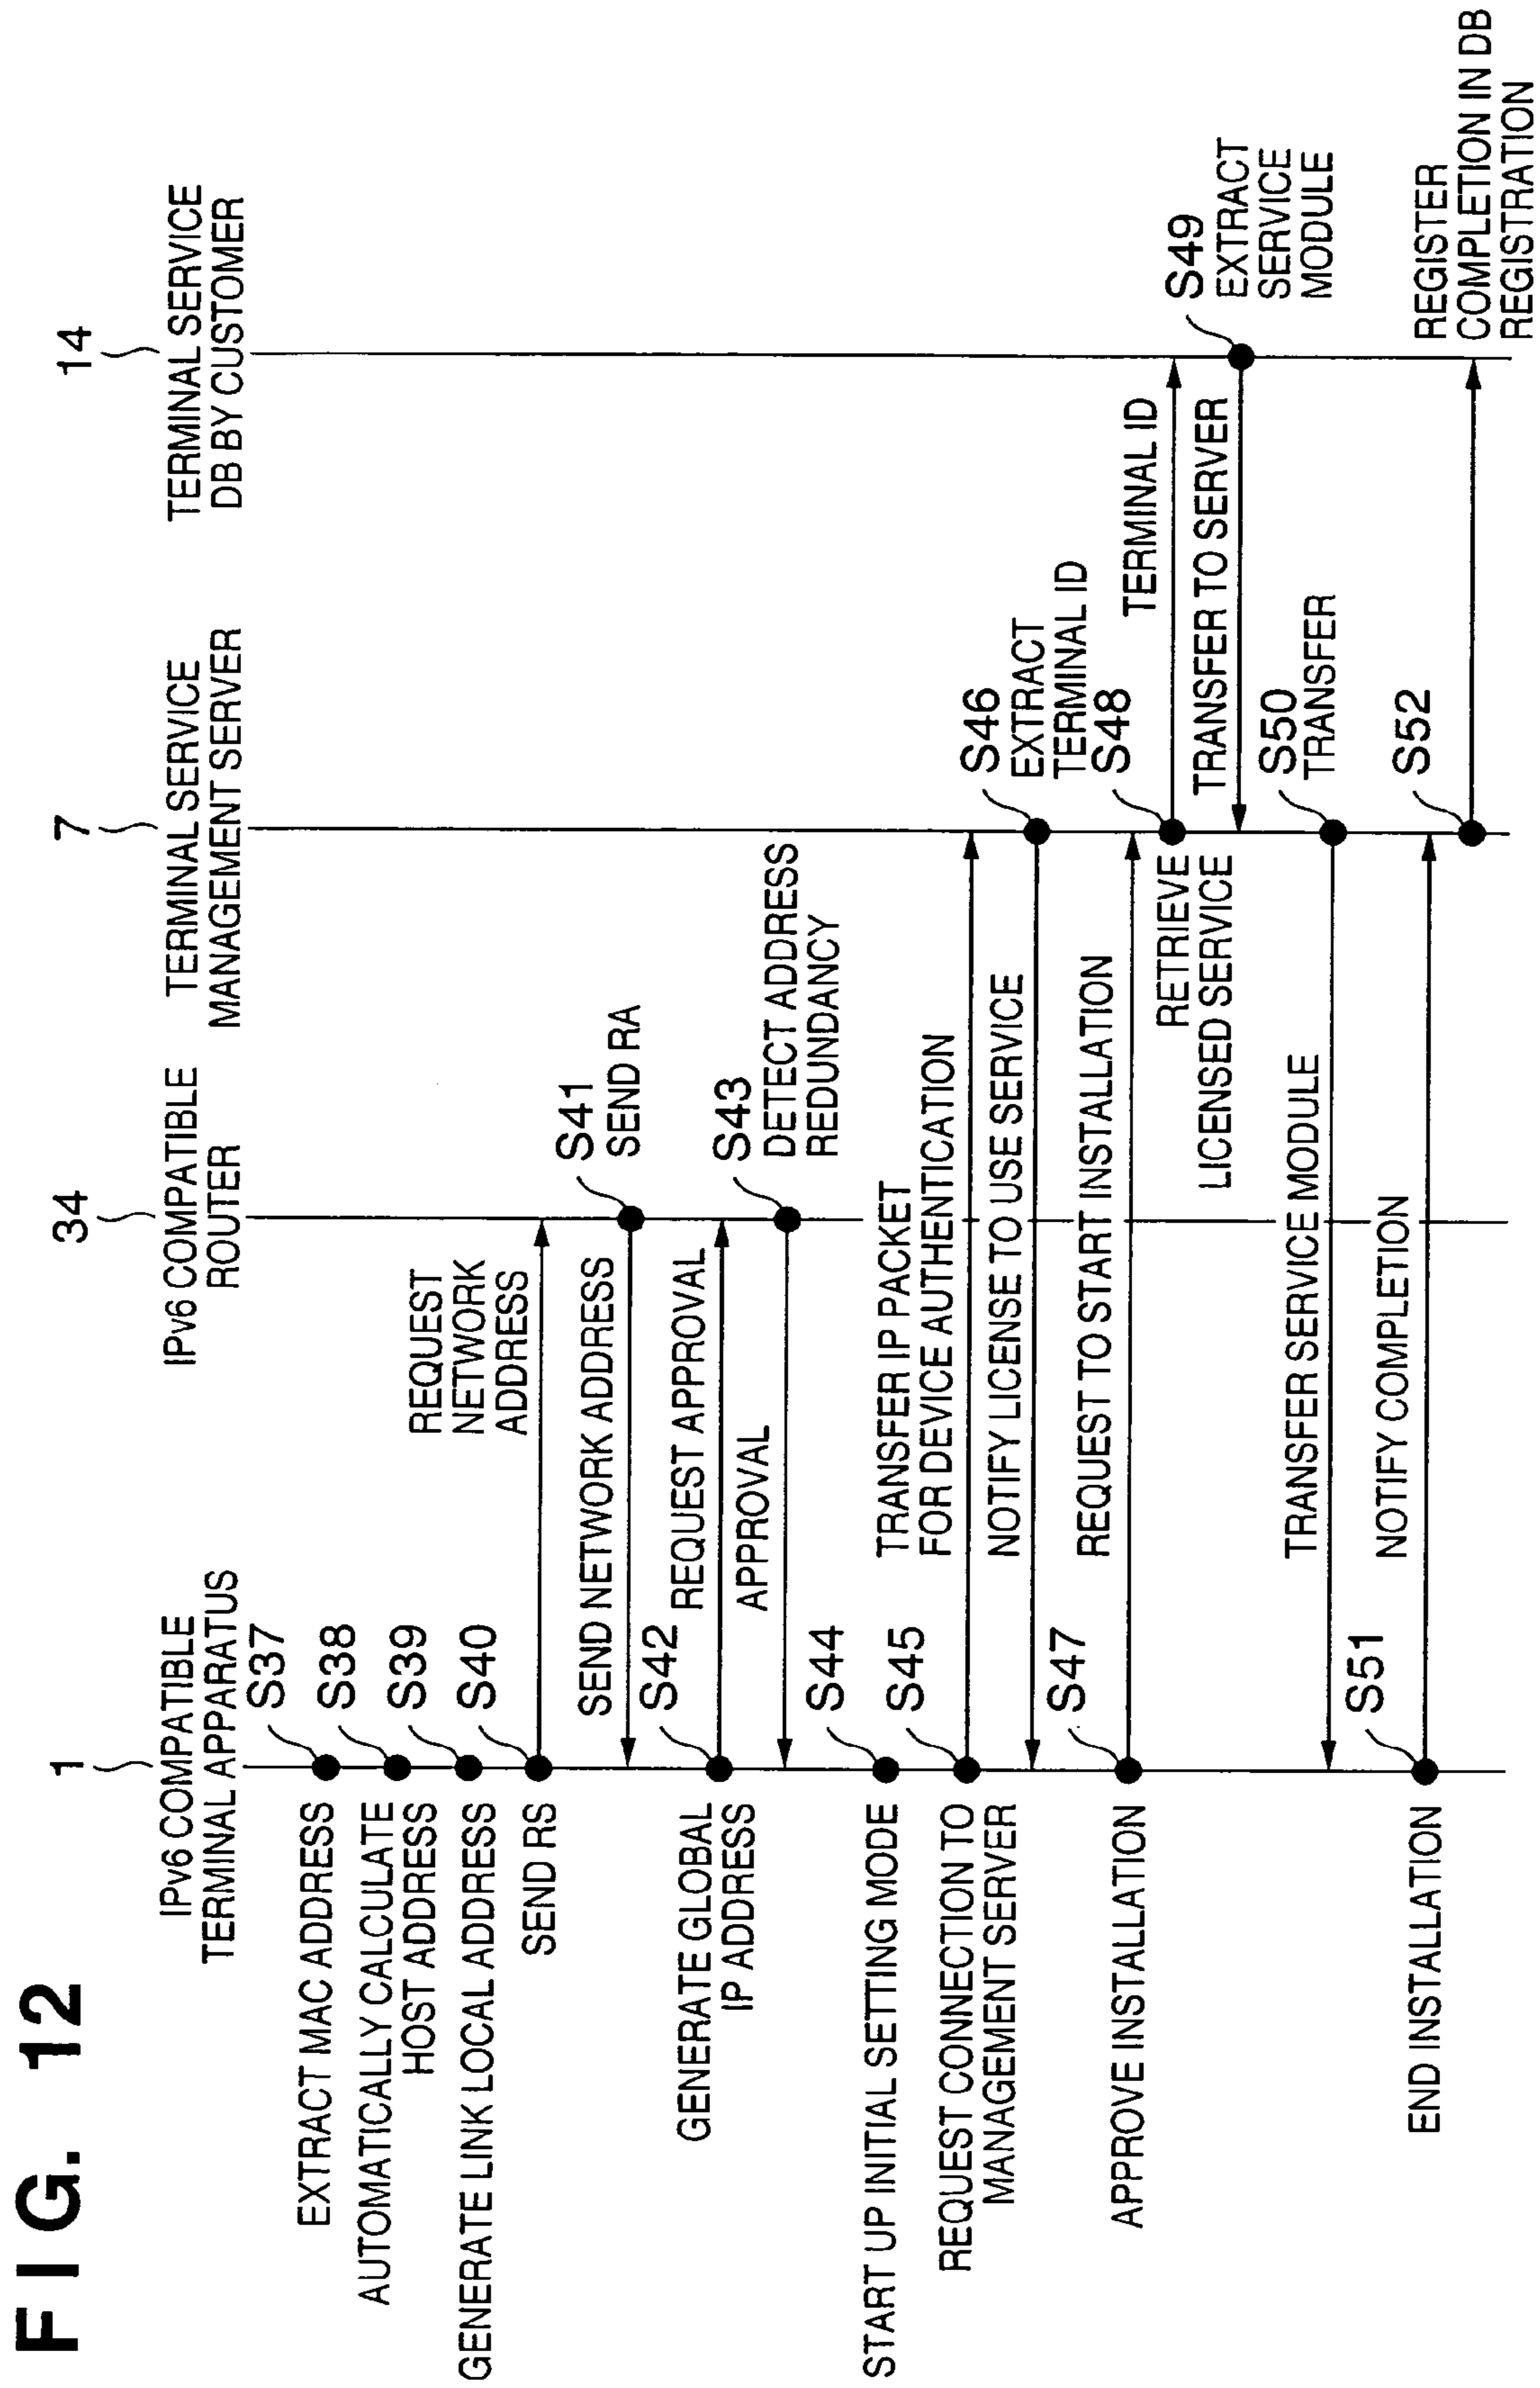 FIG. 12
1
IPv6 COMPATIBLE
TERMINAL APPARATUS
34
IPv6 COMPATIBLE
ROUTER
7
TERMINAL SERVICE
MANAGEMENT SERVER
14
TERMINAL SERVICE
DB BY CUSTOMER
S37
EXTRACT MAC ADDRESS
S38
AUTOMATICALLY CALCULATE
HOST ADDRESS
S39
GENERATE LINK LOCAL ADDRESS
S40
SEND RS
REQUEST
NETWORK
ADDRESS
S41
SEND RA
SEND NETWORK ADDRESS
S42
GENERATE GLOBAL
IP ADDRESS
REQUEST APPROVAL
S43
DETECT ADDRESS
REDUNDANCY
APPROVAL
S44
START UP INITIAL SETTING MODE
S45
REQUEST CONNECTION TO
MANAGEMENT SERVER
TRANSFER IP PACKET
FOR DEVICE AUTHENTICATION
S46
EXTRACT
TERMINAL ID
NOTIFY LICENSE TO USE SERVICE
S47
APPROVE INSTALLATION
REQUEST TO START INSTALLATION
S48
RETRIEVE
LICENSED SERVICE
TERMINAL ID
S49
EXTRACT
SERVICE
MODULE
TRANSFER TO SERVER
S50
TRANSFER
TRANSFER SERVICE MODULE
S51
END INSTALLATION
NOTIFY COMPLETION
S52
REGISTER
COMPLETION IN DB
REGISTRATION